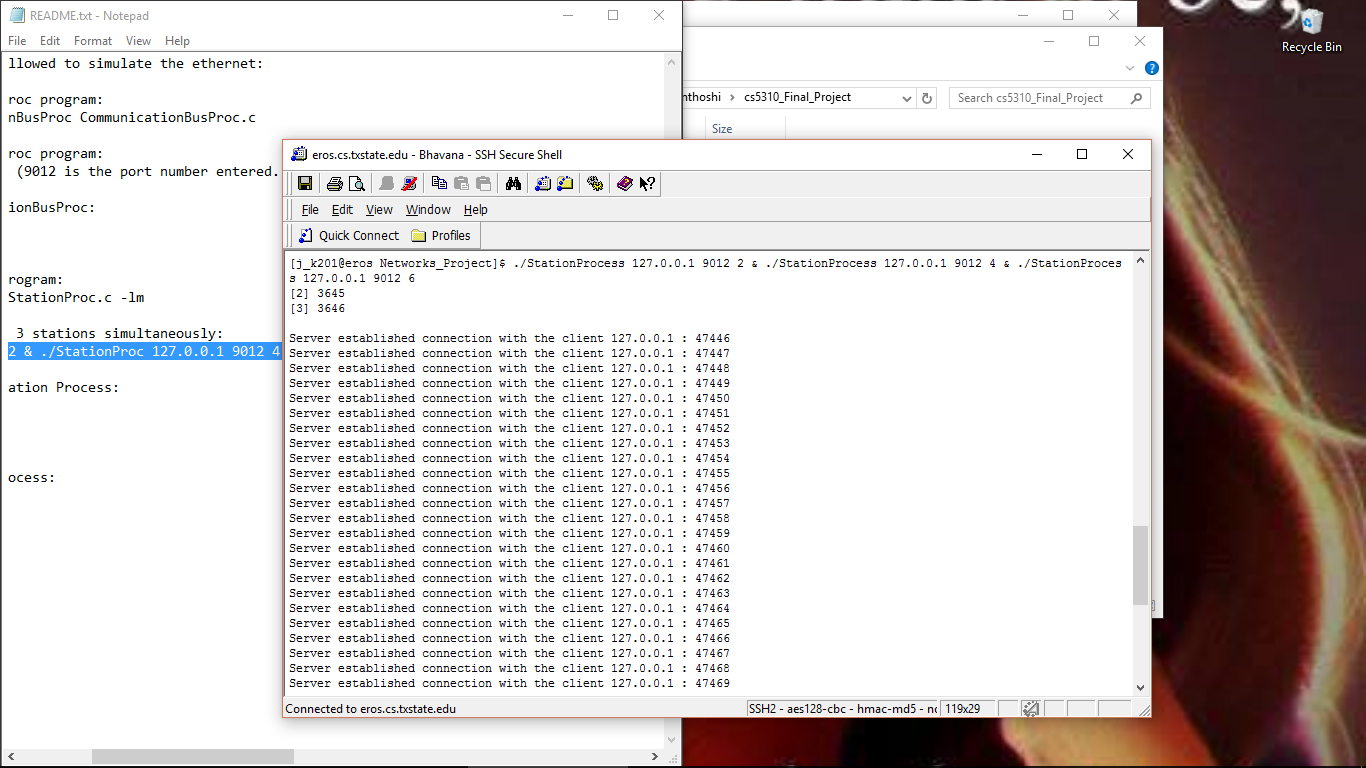 README.txt - Notepad
File Edit Format View Help
llowed to simulate the ethernet:
roc program:
nBusProc CommunicationBusProc.c
roc program:
(9012 is the port number entered.
ionBusProc:
rogram:
StationProc.c -lm
3 stations simultaneously:
2 & ./StationProc 127.0.0.1 9012 4
ation Process:
ocess:
nthoshi > cs5310_Final_Project
Search cs5310_Final_Project
Size
Recycle Bin
eros.cs.txstate.edu - Bhavana - SSH Secure Shell
File Edit View Window Help
Quick Connect Profiles
[j_k201@eros Networks_Project]$ ./StationProcess 127.0.0.1 9012 2 & ./StationProcess 127.0.0.1 9012 4 & ./StationProces
s 127.0.0.1 9012 6
[2] 3645
[3] 3646
Server established connection with the client 127.0.0.1 : 47446
Server established connection with the client 127.0.0.1 : 47447
Server established connection with the client 127.0.0.1 : 47448
Server established connection with the client 127.0.0.1 : 47449
Server established connection with the client 127.0.0.1 : 47450
Server established connection with the client 127.0.0.1 : 47451
Server established connection with the client 127.0.0.1 : 47452
Server established connection with the client 127.0.0.1 : 47453
Server established connection with the client 127.0.0.1 : 47454
Server established connection with the client 127.0.0.1 : 47455
Server established connection with the client 127.0.0.1 : 47456
Server established connection with the client 127.0.0.1 : 47457
Server established connection with the client 127.0.0.1 : 47458
Server established connection with the client 127.0.0.1 : 47459
Server established connection with the client 127.0.0.1 : 47460
Server established connection with the client 127.0.0.1 : 47461
Server established connection with the client 127.0.0.1 : 47462
Server established connection with the client 127.0.0.1 : 47463
Server established connection with the client 127.0.0.1 : 47464
Server established connection with the client 127.0.0.1 : 47465
Server established connection with the client 127.0.0.1 : 47466
Server established connection with the client 127.0.0.1 : 47467
Server established connection with the client 127.0.0.1 : 47468
Server established connection with the client 127.0.0.1 : 47469
Connected to eros.cs.txstate.edu
SSH2 - aes128-cbc - hmac-md5 - nc 119x29